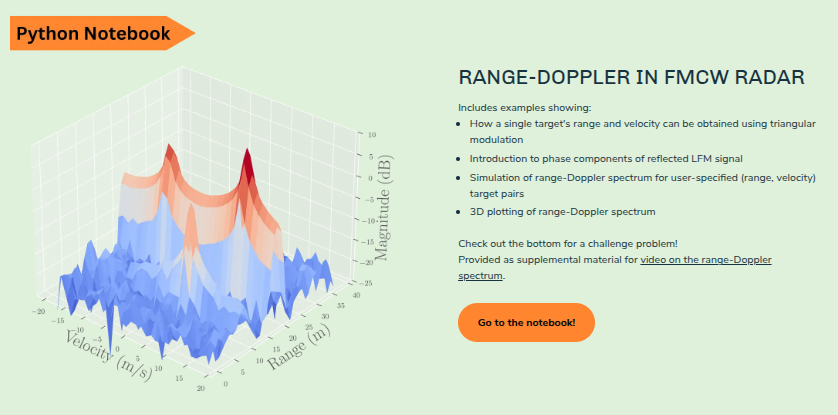 Python Notebook
RANGE-DOPPLER IN FMCW RADAR
Includes examples showing:
How a single target's range and velocity can be obtained using triangular
modulation
Introduction to phase components of reflected LFM signal
Simulation of range-Doppler spectrum for user-specified (range, velocity)
target pairs
3D plotting of range-Doppler spectrum
Check out the bottom for a challenge problem!
Provided as supplemental material for video on the range-Doppler
spectrum.
Go to the notebook!
10
5
0
−5
−10
−15
−20
−25
Magnitude (dB)
−20
−15
−10
−5
0
5
10
15
20
Velocity (m/s)
0
5
10
15
20
25
30
35
40
Range (m)